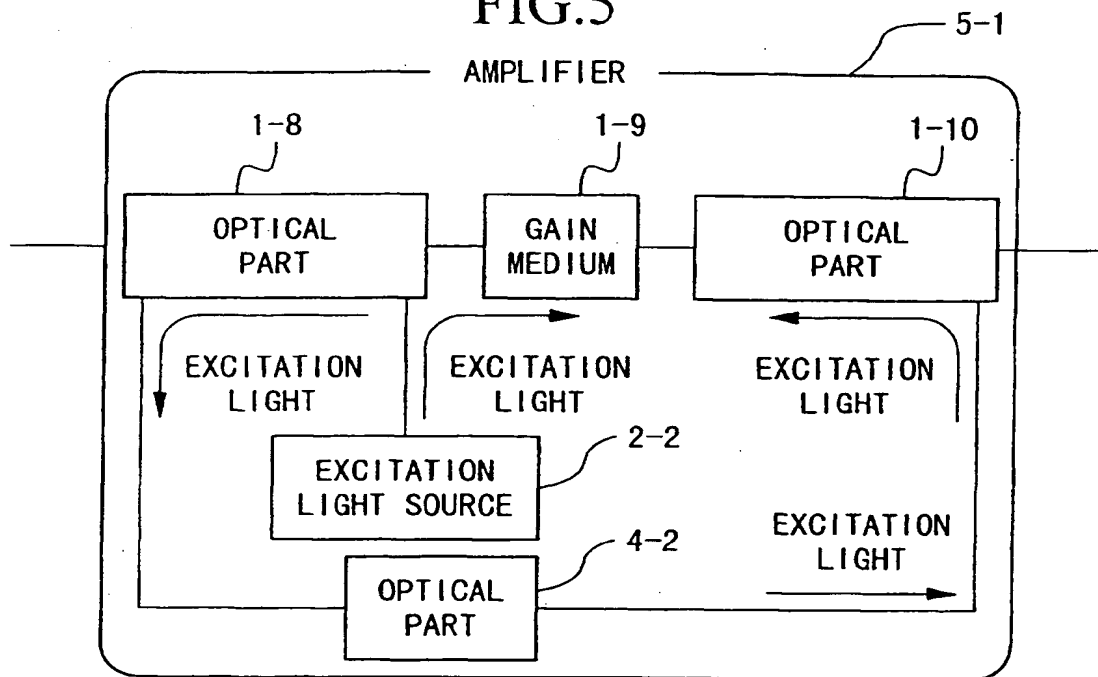 FIG.5
5-1
AMPLIFIER
1-8
1-9
1-10
OPTICAL
PART
GAIN
MEDIUM
OPTICAL
PART
EXCITATION
LIGHT
EXCITATION
LIGHT
EXCITATION
LIGHT
2-2
EXCITATION
LIGHT SOURCE
EXCITATION
LIGHT
4-2
OPTICAL
PART